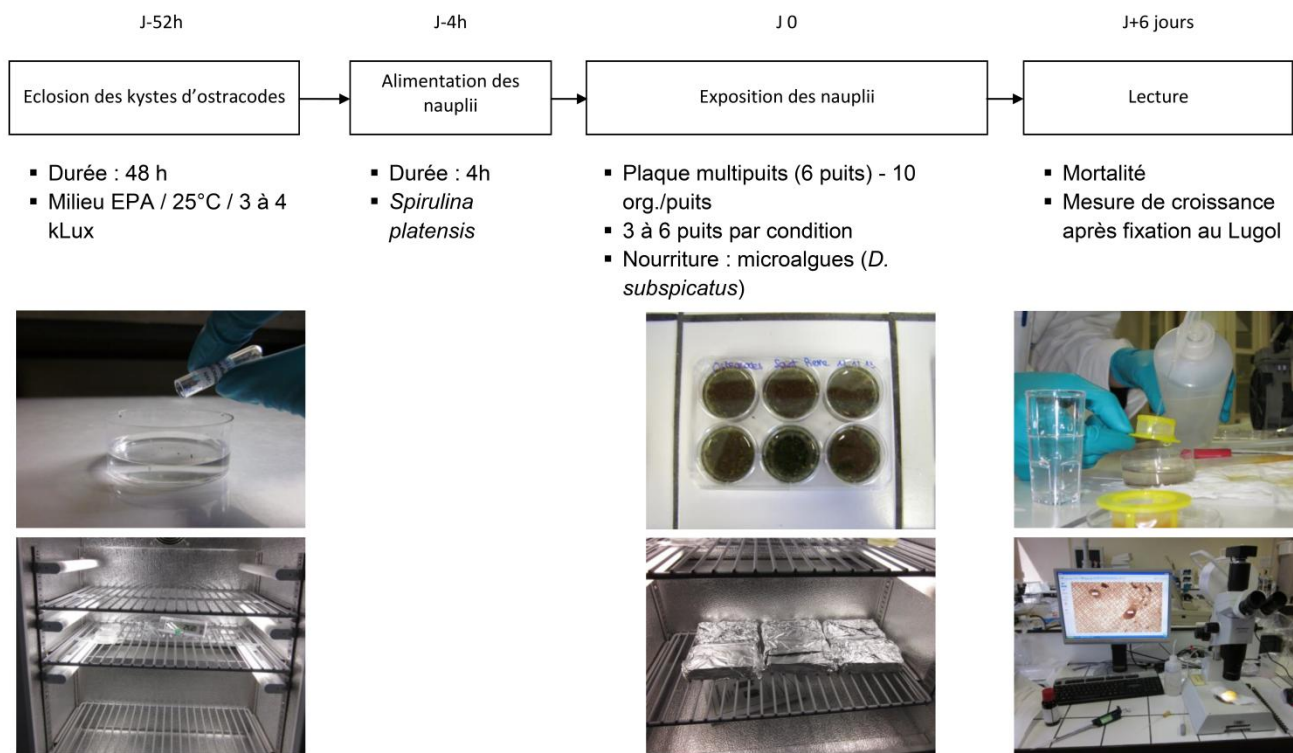 J-52h
J-4h
J 0
J+6 jours
Eclosion des kystes d'ostracodes
Alimentation des
nauplii
Exposition des nauplii
Lecture
▪ Durée : 48 h
▪ Milieu EPA / 25°C / 3 à 4
kLux
▪ Durée : 4h
▪ Spirulina
platensis
▪ Plaque multipuits (6 puits) - 10
org./puits
▪ 3 à 6 puits par condition
▪ Nourriture : microalgues (D.
subspicatus)
▪ Mortalité
▪ Mesure de croissance
après fixation au Lugol
Ostracodes